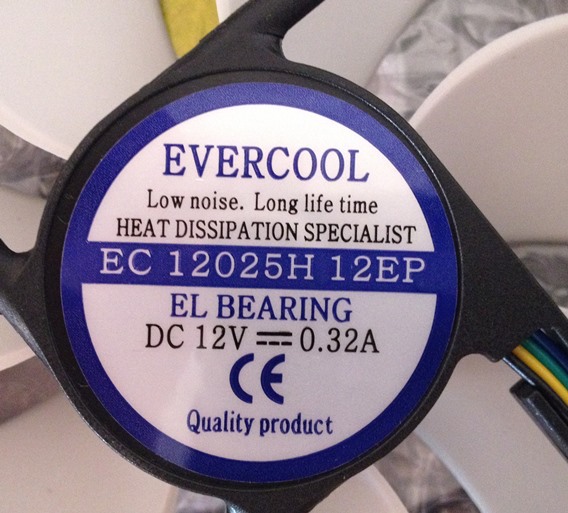 EVERCOOL
Low noise. Long life time
HEAT DISSIPATION SPECIALIST
EC 12025H 12EP
EL BEARING
DC 12V ⎓ 0.32A
CE
Quality product